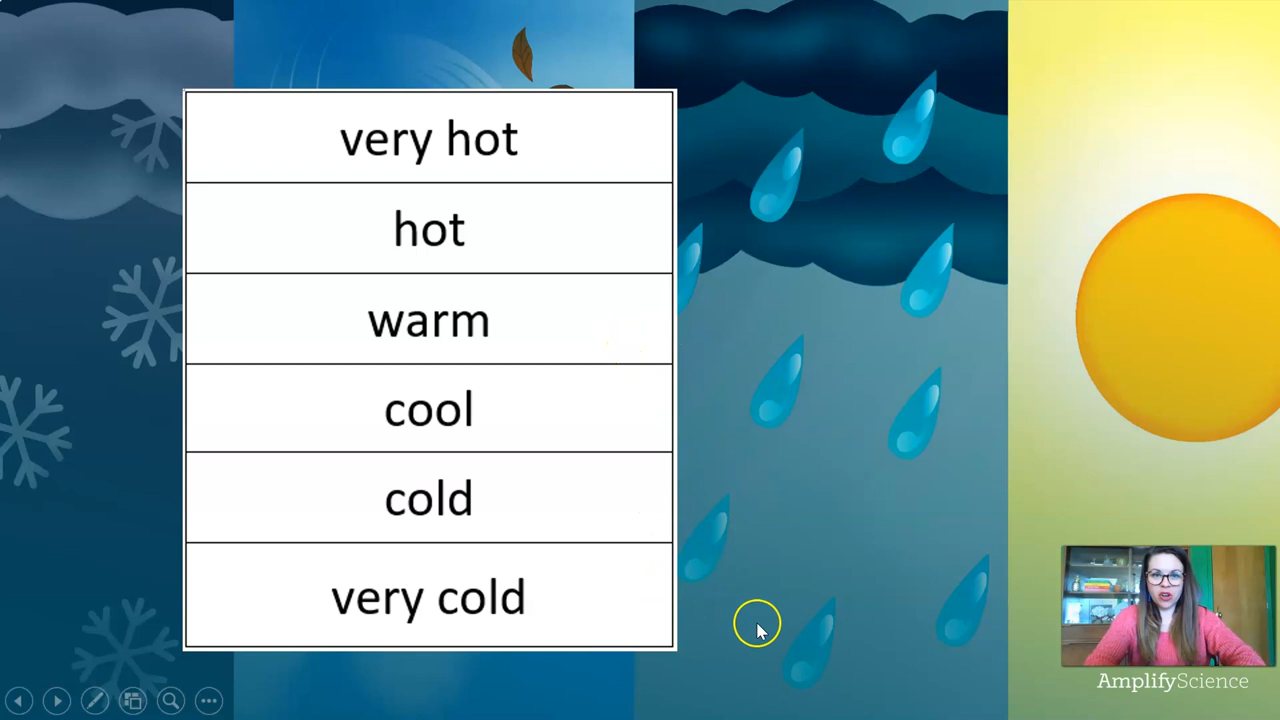 very hot
hot
warm
cool
cold
very cold
AmplifyScience